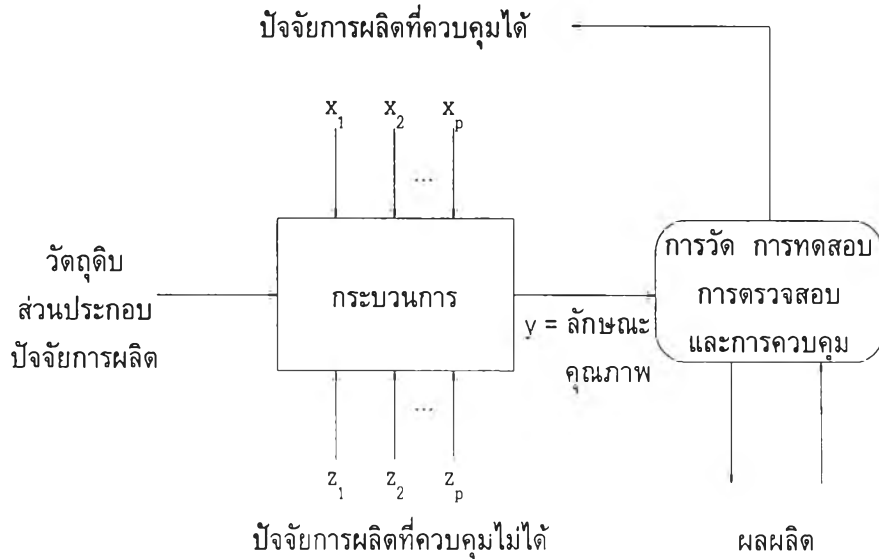 ปัจจัยการผลิตที่ควบคุมได้
x1 x2 xp
...
วัตถุดิบ
ส่วนประกอบ
ปัจจัยการผลิต
กระบวนการ
y = ลักษณะ
คุณภาพ
การวัด การทดสอบ
การตรวจสอบ
และการควบคุม
...
z1 z2 zp
ปัจจัยการผลิตที่ควบคุมไม่ได้
ผลผลิต